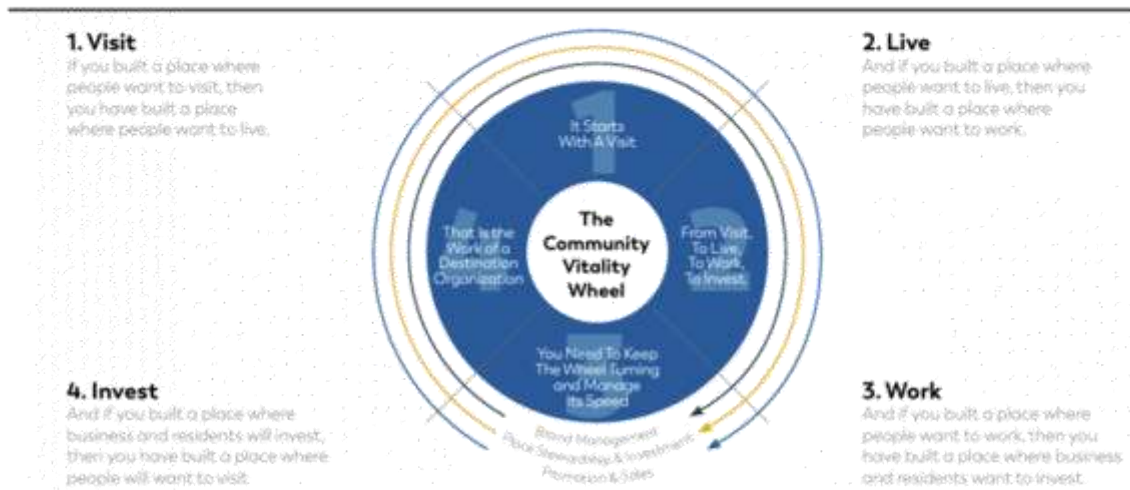 1. Visit
If you built a place where
people want to visit, then
you have built a place
where people want to live.
2. Live
And if you built a place where
people want to live, then you
have built a place where
people want to work.
1
It Starts
With A Visit
The
Community
Vitality
Wheel
2
From Visit,
To Live,
To Work,
To Invest.
3
You Need To Keep
The Wheel Turning
and Manage
Its Speed
4
That Is the
Work of a
Destination
Organization
Brand Management
Place Stewardship & Investment
Promotion & Sales
4. Invest
And if you built a place where
business and residents will invest,
then you have built a place where
people will want to visit
3. Work
And if you built a place where
people want to work, then you
have built a place where business
and residents want to invest.